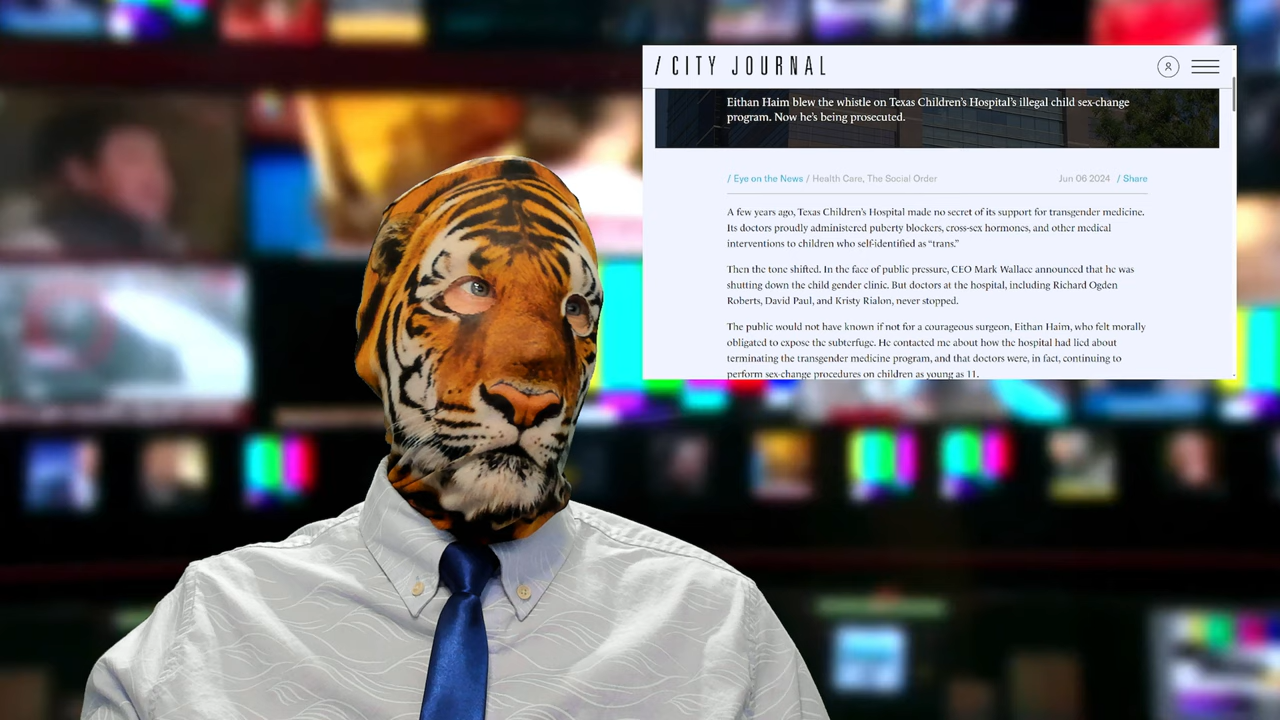 / CITY JOURNAL
Eithan Haim blew the whistle on Texas Children's Hospital's illegal child sex-change
program. Now he's being prosecuted.
/ Eye on the News / Health Care, The Social Order
Jun 06 2024 / Share
A few years ago, Texas Children's Hospital made no secret of its support for transgender medicine.
Its doctors proudly administered puberty blockers, cross-sex hormones, and other medical
interventions to children who self-identified as “trans.”
Then the tone shifted. In the face of public pressure, CEO Mark Wallace announced that he was
shutting down the child gender clinic. But doctors at the hospital, including Richard Ogden
Roberts, David Paul, and Kristy Rialon, never stopped.
The public would not have known if not for a courageous surgeon, Eithan Haim, who felt morally
obligated to expose the subterfuge. He contacted me about how the hospital had lied about
terminating the transgender medicine program, and that doctors were, in fact, continuing to
perform sex-change procedures on children as young as 11.